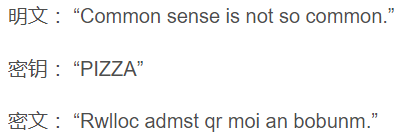 明文： “Common sense is not so common.”
密钥： “PIZZA”
密文： “Rwlloc admst qr moi an bobunm.”